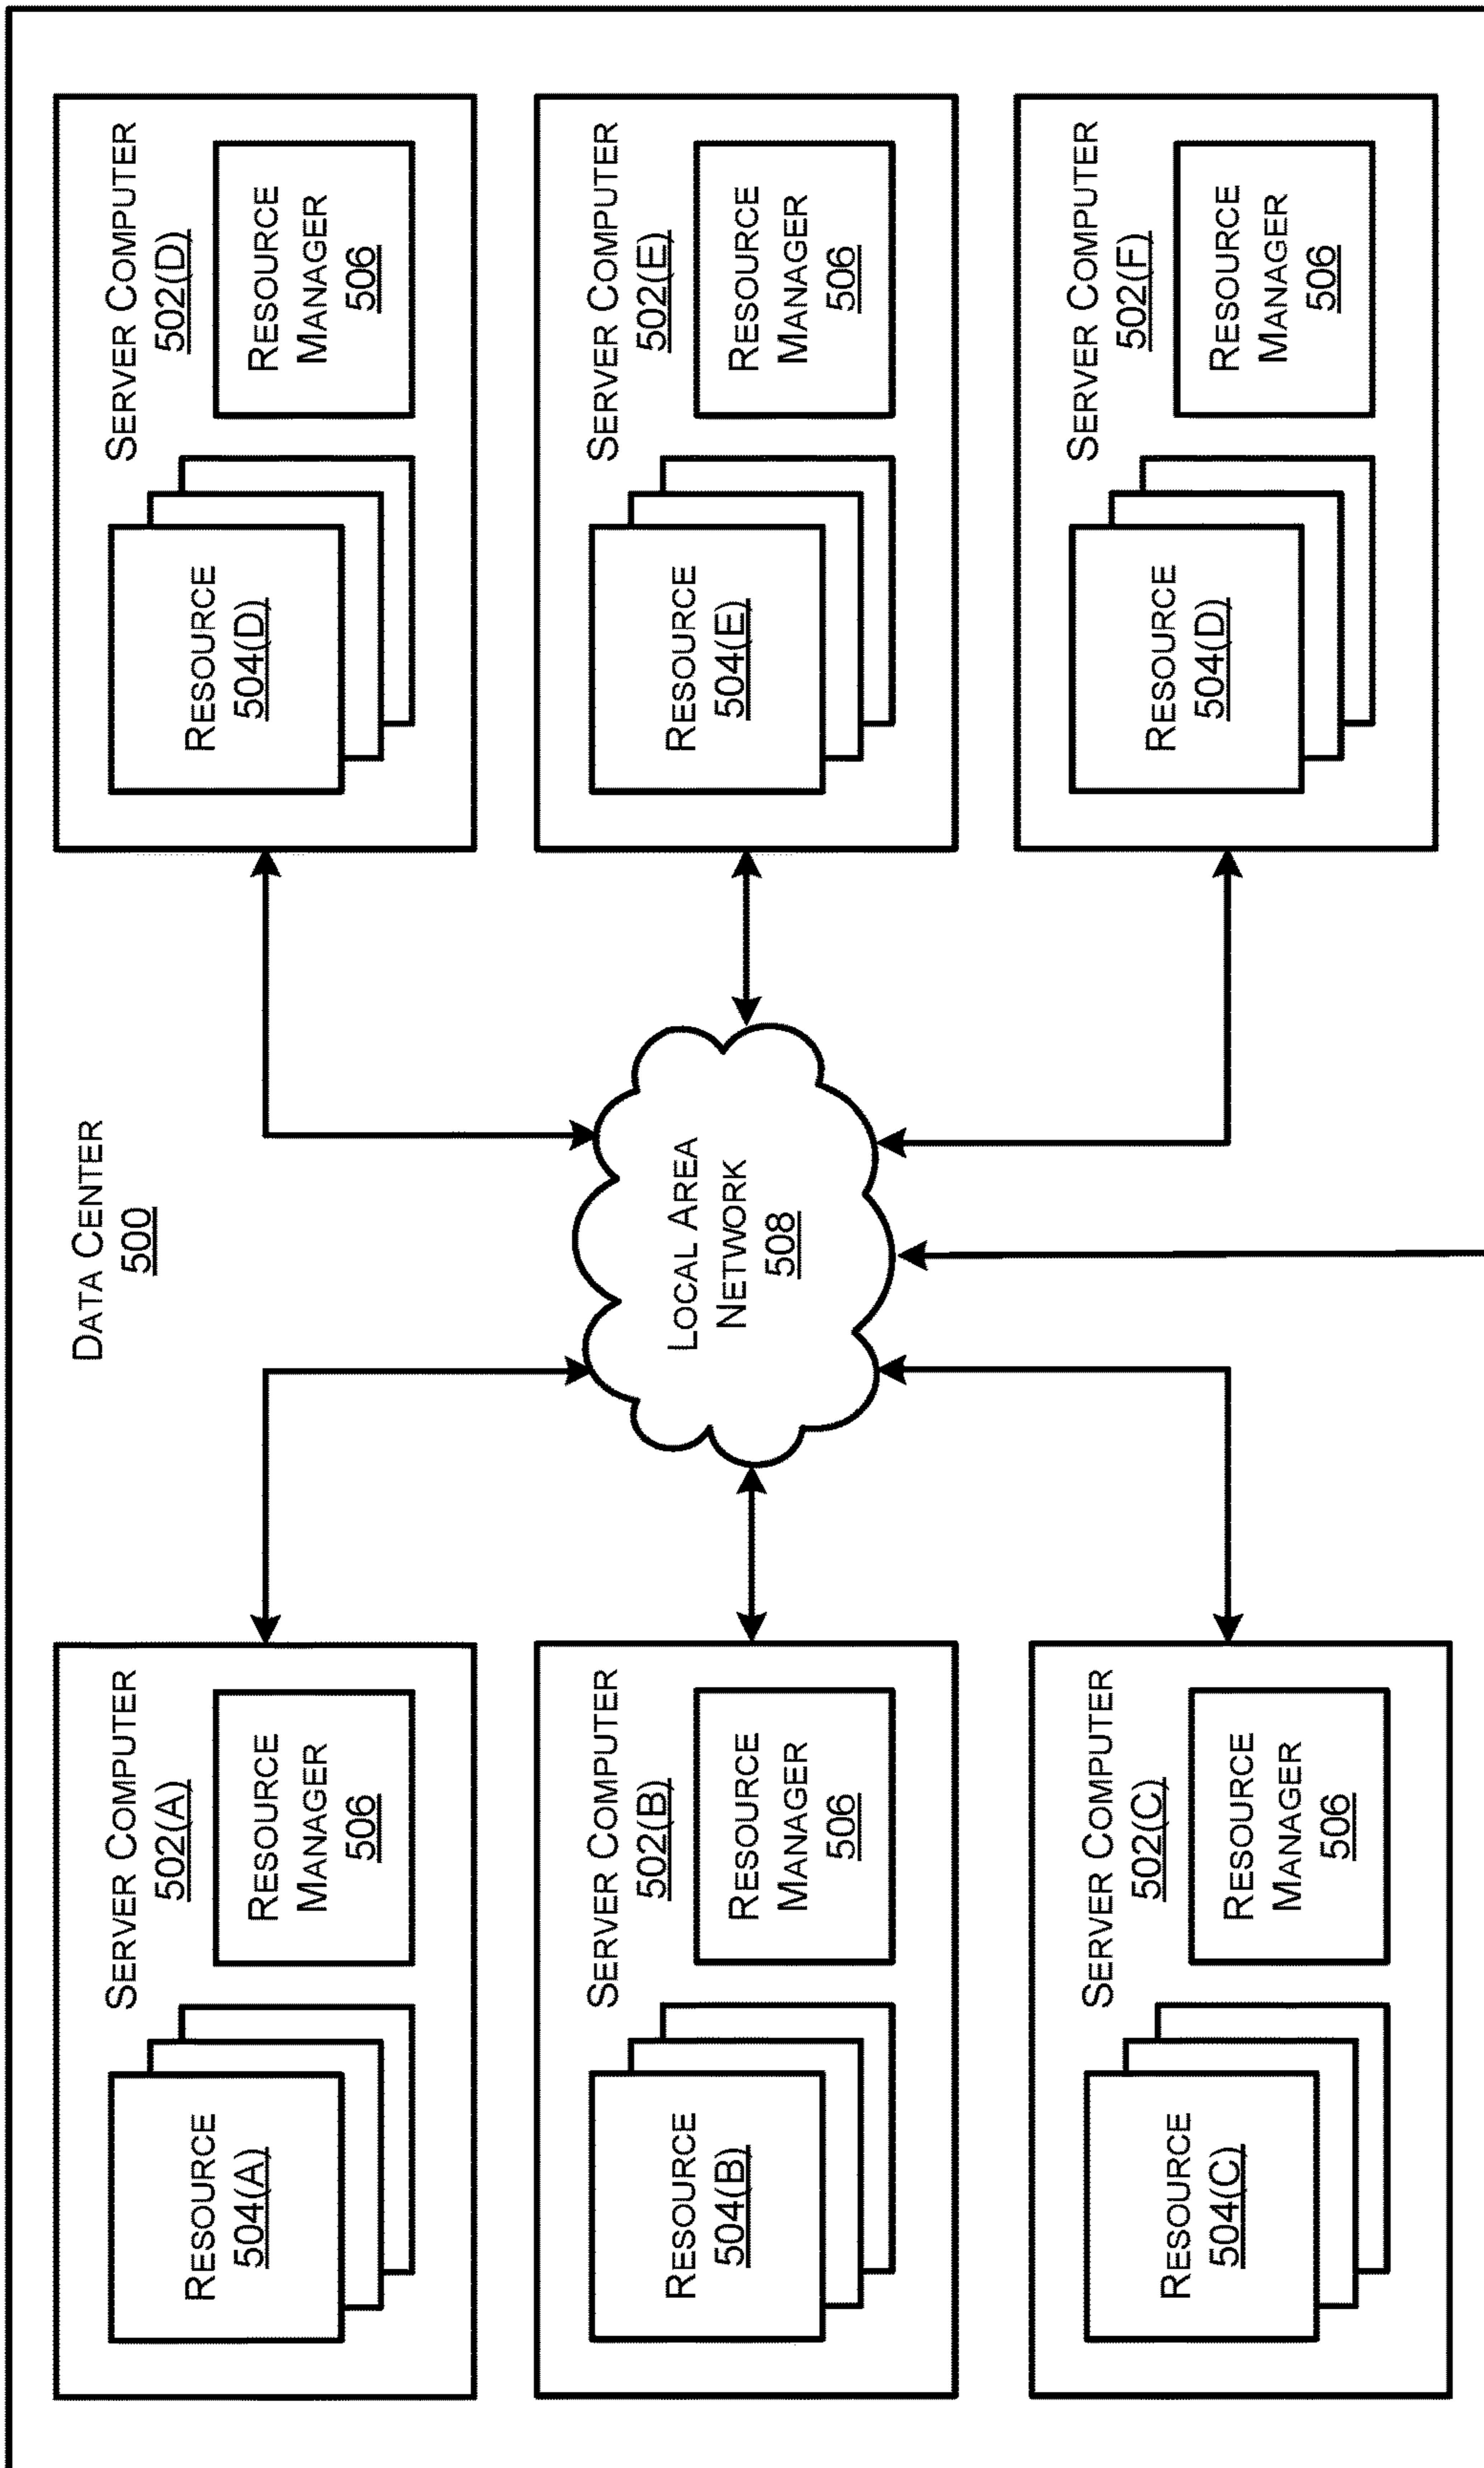 DATA CENTER
500
SERVER COMPUTER
502(A)
RESOURCE
504(A)
RESOURCE
MANAGER
506
SERVER COMPUTER
502(B)
RESOURCE
504(B)
RESOURCE
MANAGER
506
SERVER COMPUTER
502(C)
RESOURCE
504(C)
RESOURCE
MANAGER
506
LOCAL AREA
NETWORK
508
SERVER COMPUTER
502(D)
RESOURCE
504(D)
RESOURCE
MANAGER
506
SERVER COMPUTER
502(E)
RESOURCE
504(E)
RESOURCE
MANAGER
506
SERVER COMPUTER
502(F)
RESOURCE
504(D)
RESOURCE
MANAGER
506